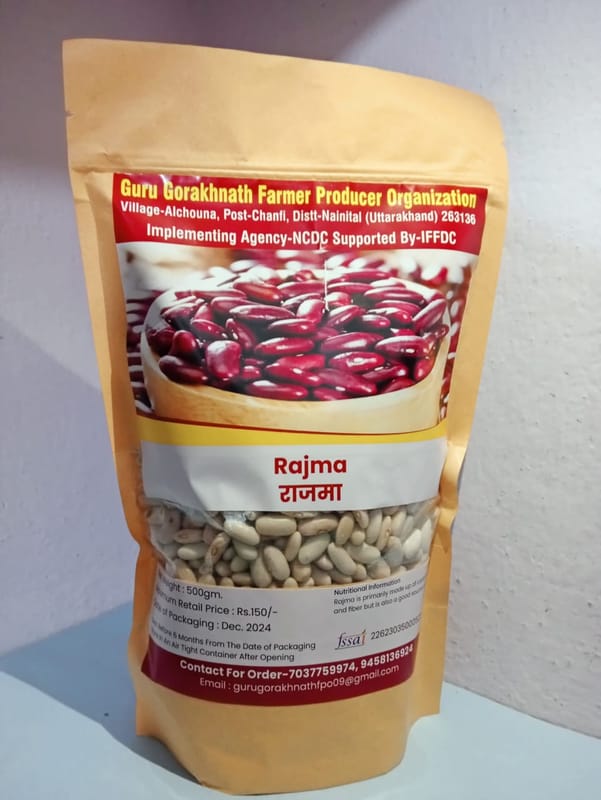 Guru Gorakhnath Farmer Producer Organization
Village-Alchouna, Post-Chanfi, Distt-Nainital (Uttarakhand) 263136
Implementing Agency-NCDC Supported By-IFFDC
Rajma
राजमा
: 500gm.
Retail Price : Rs.150/-
of Packaging : Dec. 2024
Before 6 Months From The Date of Packaging
In An Air Tight Container After Opening
Nutritional Information
Rajma is primarily made up of
and fiber but is also a good
fssai
Contact For Order-7037759974, 9458136924
Email : gurugorakhnathfpo09@gmail.com